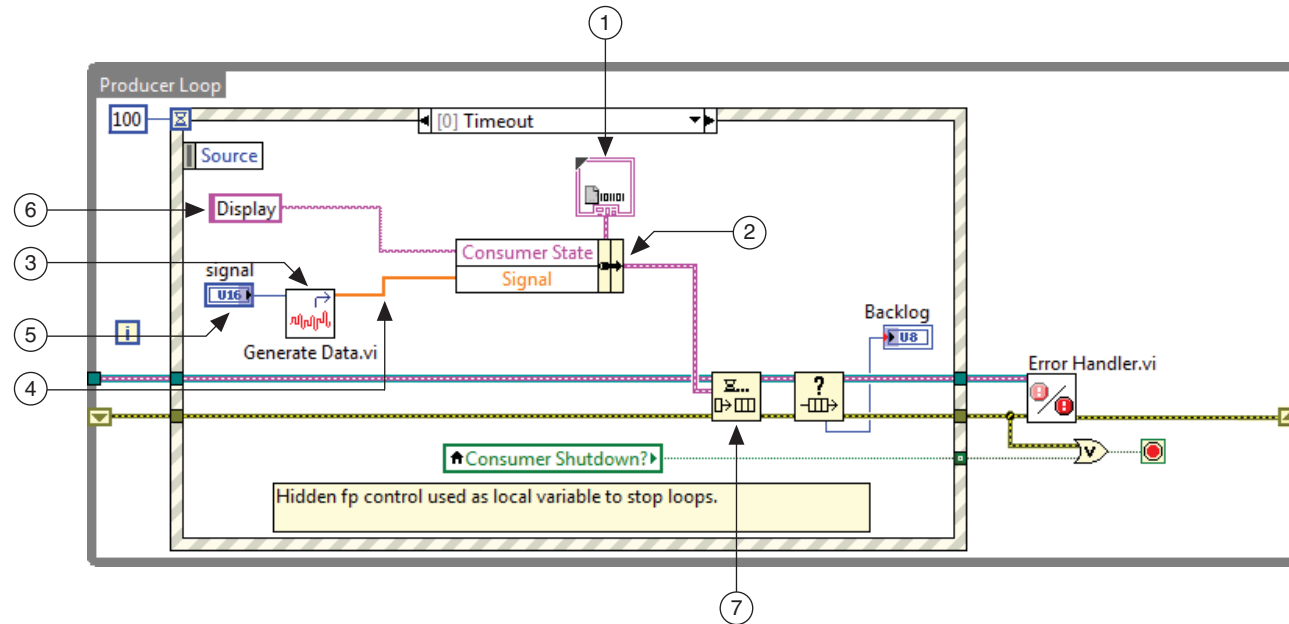 1
Producer Loop
100
[0] Timeout
Source
6
Display
2
Consumer State
3
signal
Signal
U16
5
i
Generate Data.vi
Backlog
U8
4
Error Handler.vi
?
Consumer Shutdown?
v
Hidden fp control used as local variable to stop loops.
7